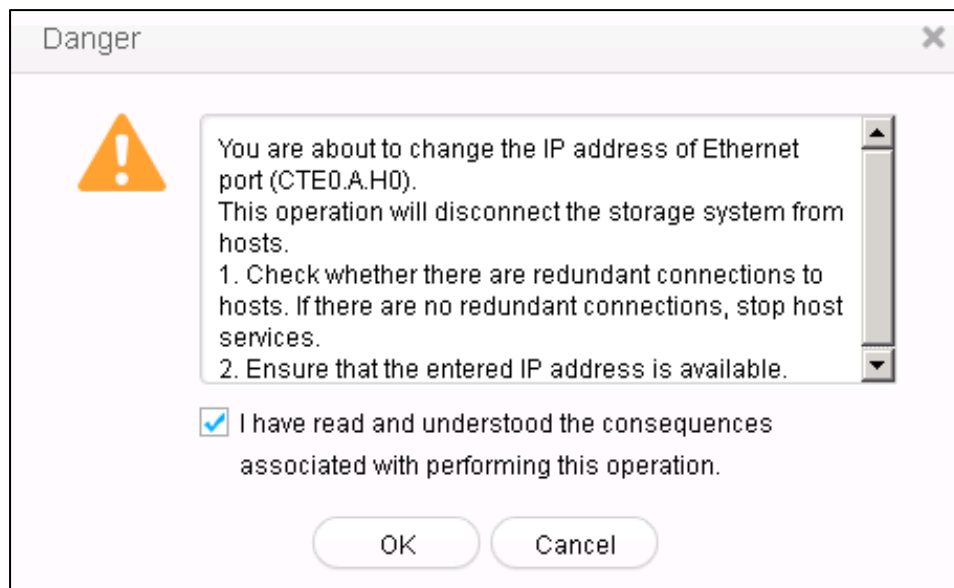 Danger
You are about to change the IP address of Ethernet
port (CTE0.A.H0).
This operation will disconnect the storage system from
hosts.
1. Check whether there are redundant connections to
hosts. If there are no redundant connections, stop host
services.
2. Ensure that the entered IP address is available.
I have read and understood the consequences
associated with performing this operation.
OK
Cancel